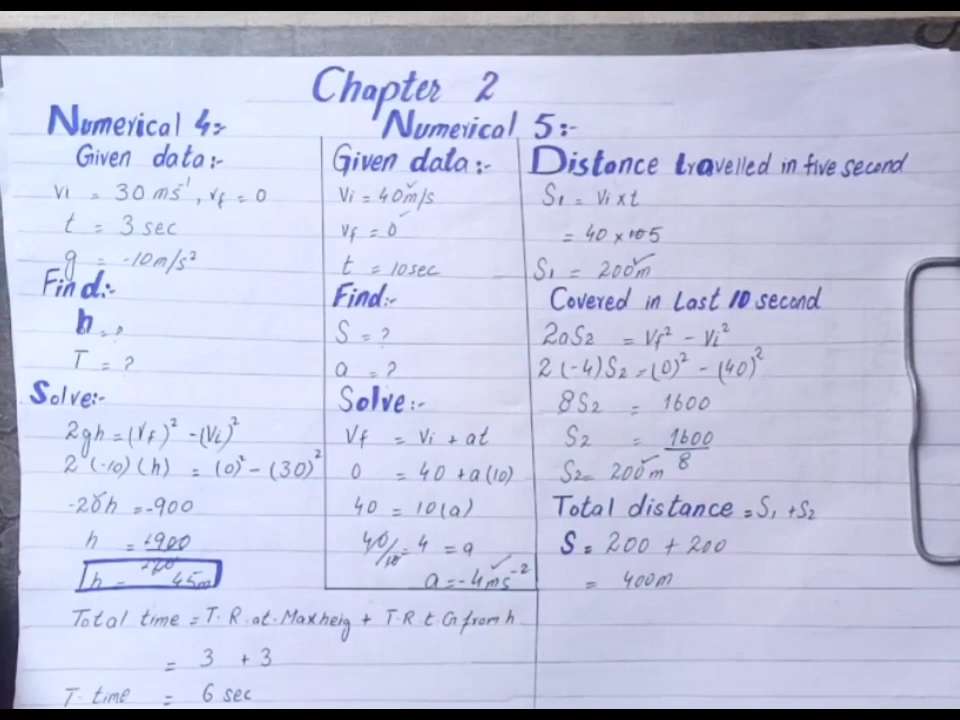 Chapter 2
Numerical 4:-
Given data:-
vi = 30 ms⁻¹, vf = 0
t = 3 sec
g = -10m/s²
Find:-
h = ?
T = ?
Solve:-
2gh = (Vf)² - (Vi)²
2 (-10) (h) = (0)² - (30)²
-20h = -900
h = -900
-20
h = 45m
Total time = T. R. at. Maxheig + T. R. t. G from h
= 3 + 3
T. time = 6 sec
Numerical 5:-
Given data:-
Vi = 40m/s
Vf = 0
t = 10sec
Find:-
S = ?
a = ?
Solve:-
Vf = Vi + at
0 = 40 + a(10)
40 = 10(a)
40/10 = 4 = a
a = -4ms⁻²
Distance travelled in five second
S₁ = Vi x t
= 40 × 5
S₁ = 200m
Covered in Last 10 second
2aS₂ = Vf² - Vi²
2 (-4) S₂ = (0)² - (40)²
8S₂ = 1600
S₂ = 1600
8
S₂ = 200m
Total distance = S₁ + S₂
S = 200 + 200
= 400m